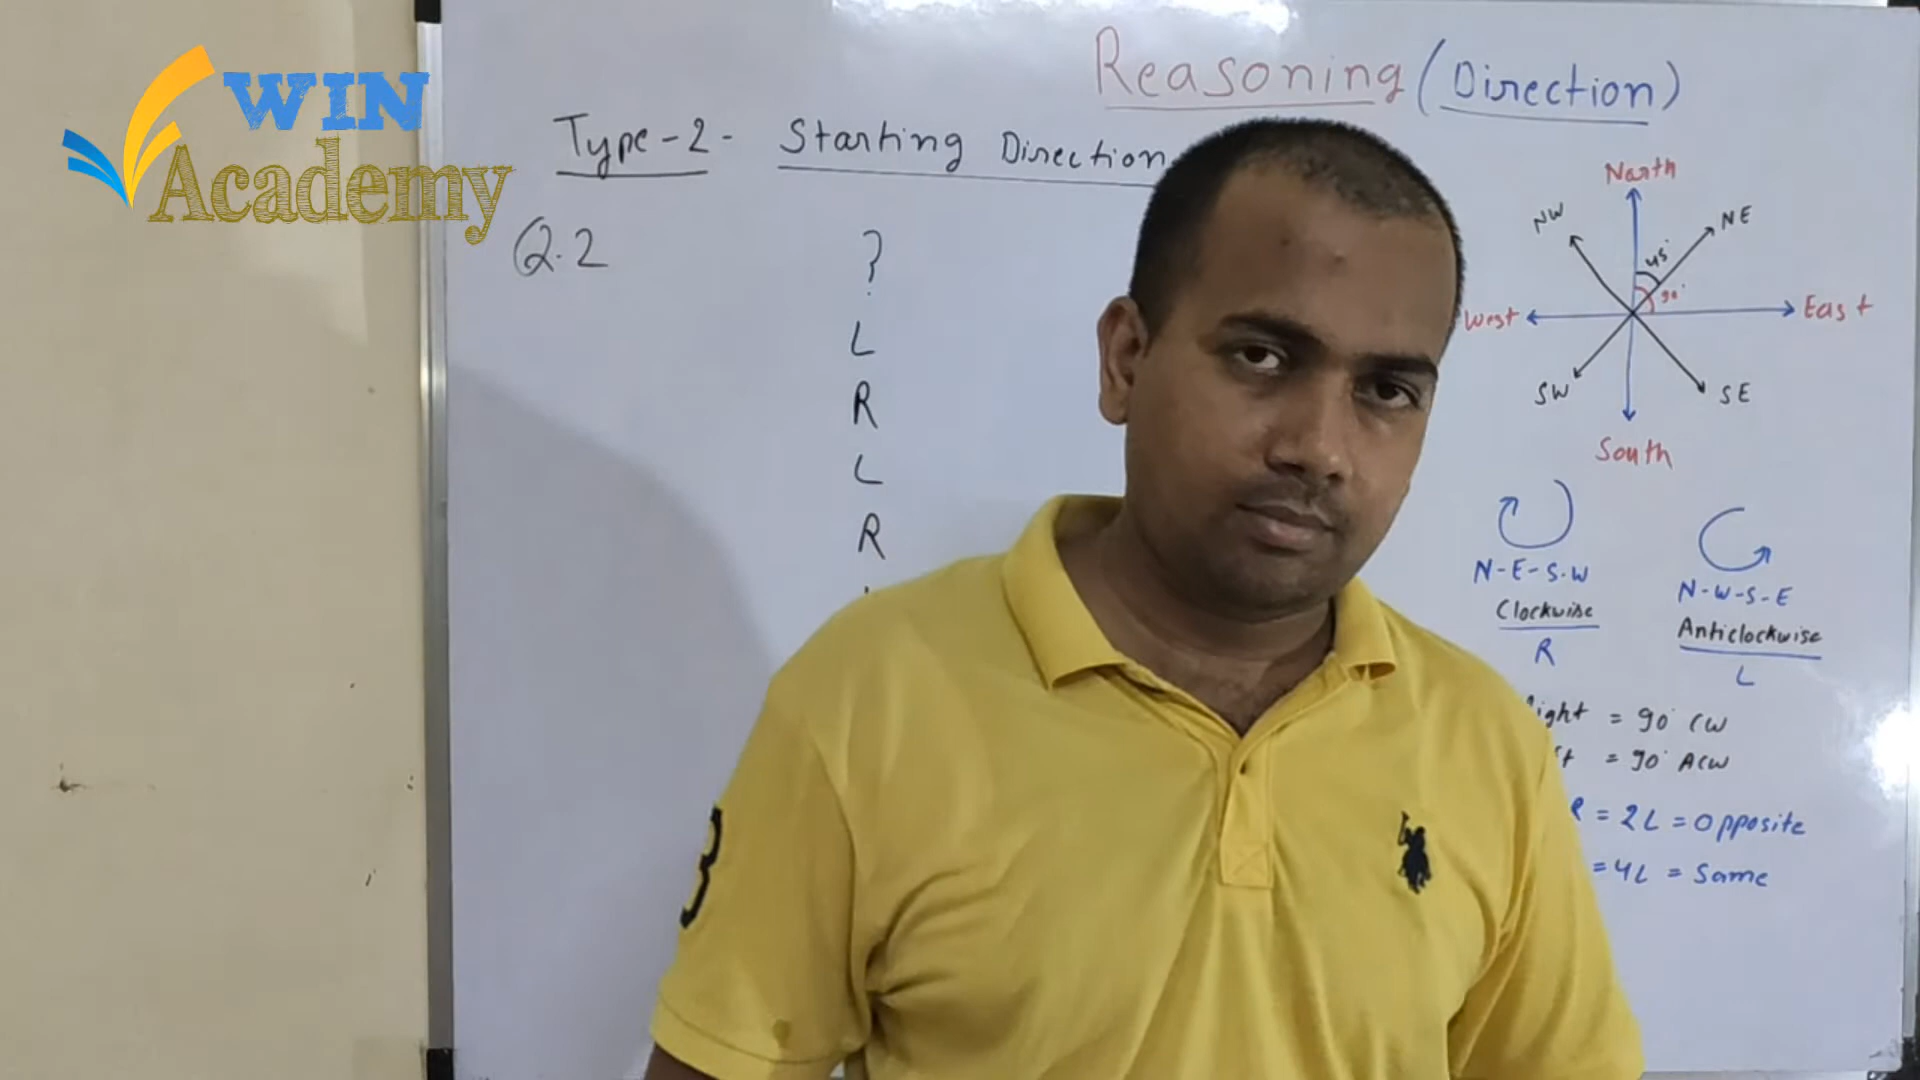 WIN
Academy
Reasoning (Direction)
Type-2- Starting Direction
Q.2
?
L
R
L
R
North
NW
NE
45°
90°
West
East
SW
SE
South
N-E-S-W
Clockwise
R
N-W-S-E
Anticlockwise
L
= 90° CW
= 90° ACW
= 2L = Opposite
= 4L = Same
3